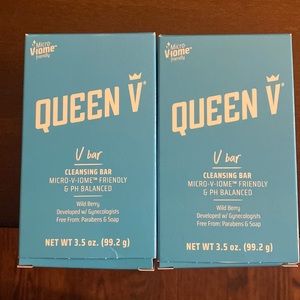 Micro
V•iome™
friendly
QUEEN V®
V bar
CLEANSING BAR
MICRO-V-IOME™ FRIENDLY
& PH BALANCED
Wild Berry
Developed w/ Gynecologists
Free From: Parabens & Soap
NET WT 3.5 oz. (99.2 g)
Micro
V•iome™
friendly
QUEEN V®
V bar
CLEANSING BAR
MICRO-V-IOME™ FRIENDLY
& PH BALANCED
Wild Berry
Developed w/ Gynecologists
Free From: Parabens & Soap
NET WT 3.5 oz. (99.2 g)